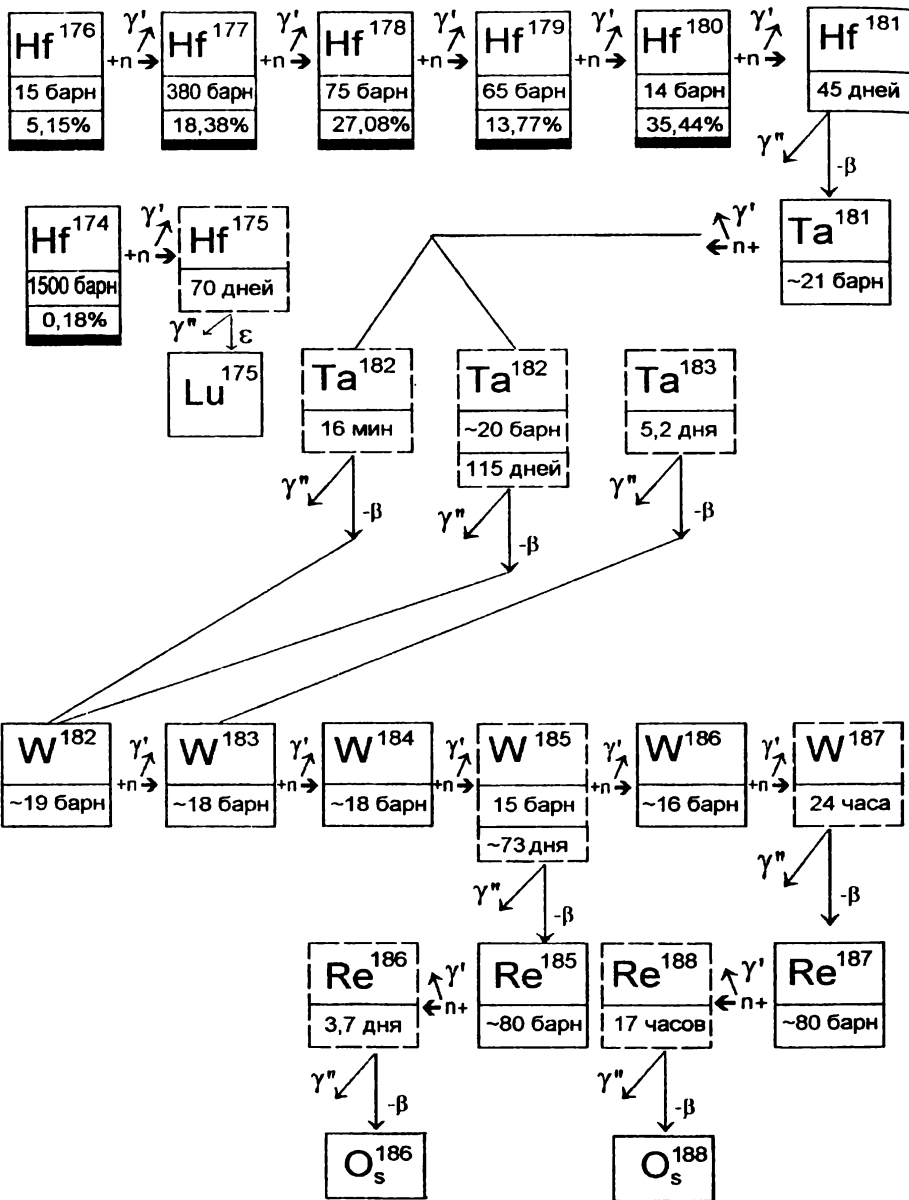 Hf176 +n γ' Hf177 +n γ' Hf178 +n γ' Hf179 +n γ' Hf180 +n γ' Hf181
15 барн 380 барн 75 барн 65 барн 14 барн 45 дней
5,15% 18,38% 27,08% 13,77% 35,44%
γ" -β
Hf174 +n γ' Hf175 γ' n+ Ta181
1500 барн 70 дней ~21 барн
0,18%
γ" ε
Lu175 Ta182 Ta182 Ta183
16 мин ~20 барн 5,2 дня
115 дней
γ" -β γ" -β γ" -β
W182 +n γ' W183 +n γ' W184 +n γ' W185 +n γ' W186 +n γ' W187
~19 барн ~18 барн ~18 барн 15 барн ~16 барн 24 часа
~73 дня
γ" -β γ" -β
Re186 γ' n+ Re185 Re188 γ' n+ Re187
3,7 дня ~80 барн 17 часов ~80 барн
γ" -β γ" -β
Os186 Os188